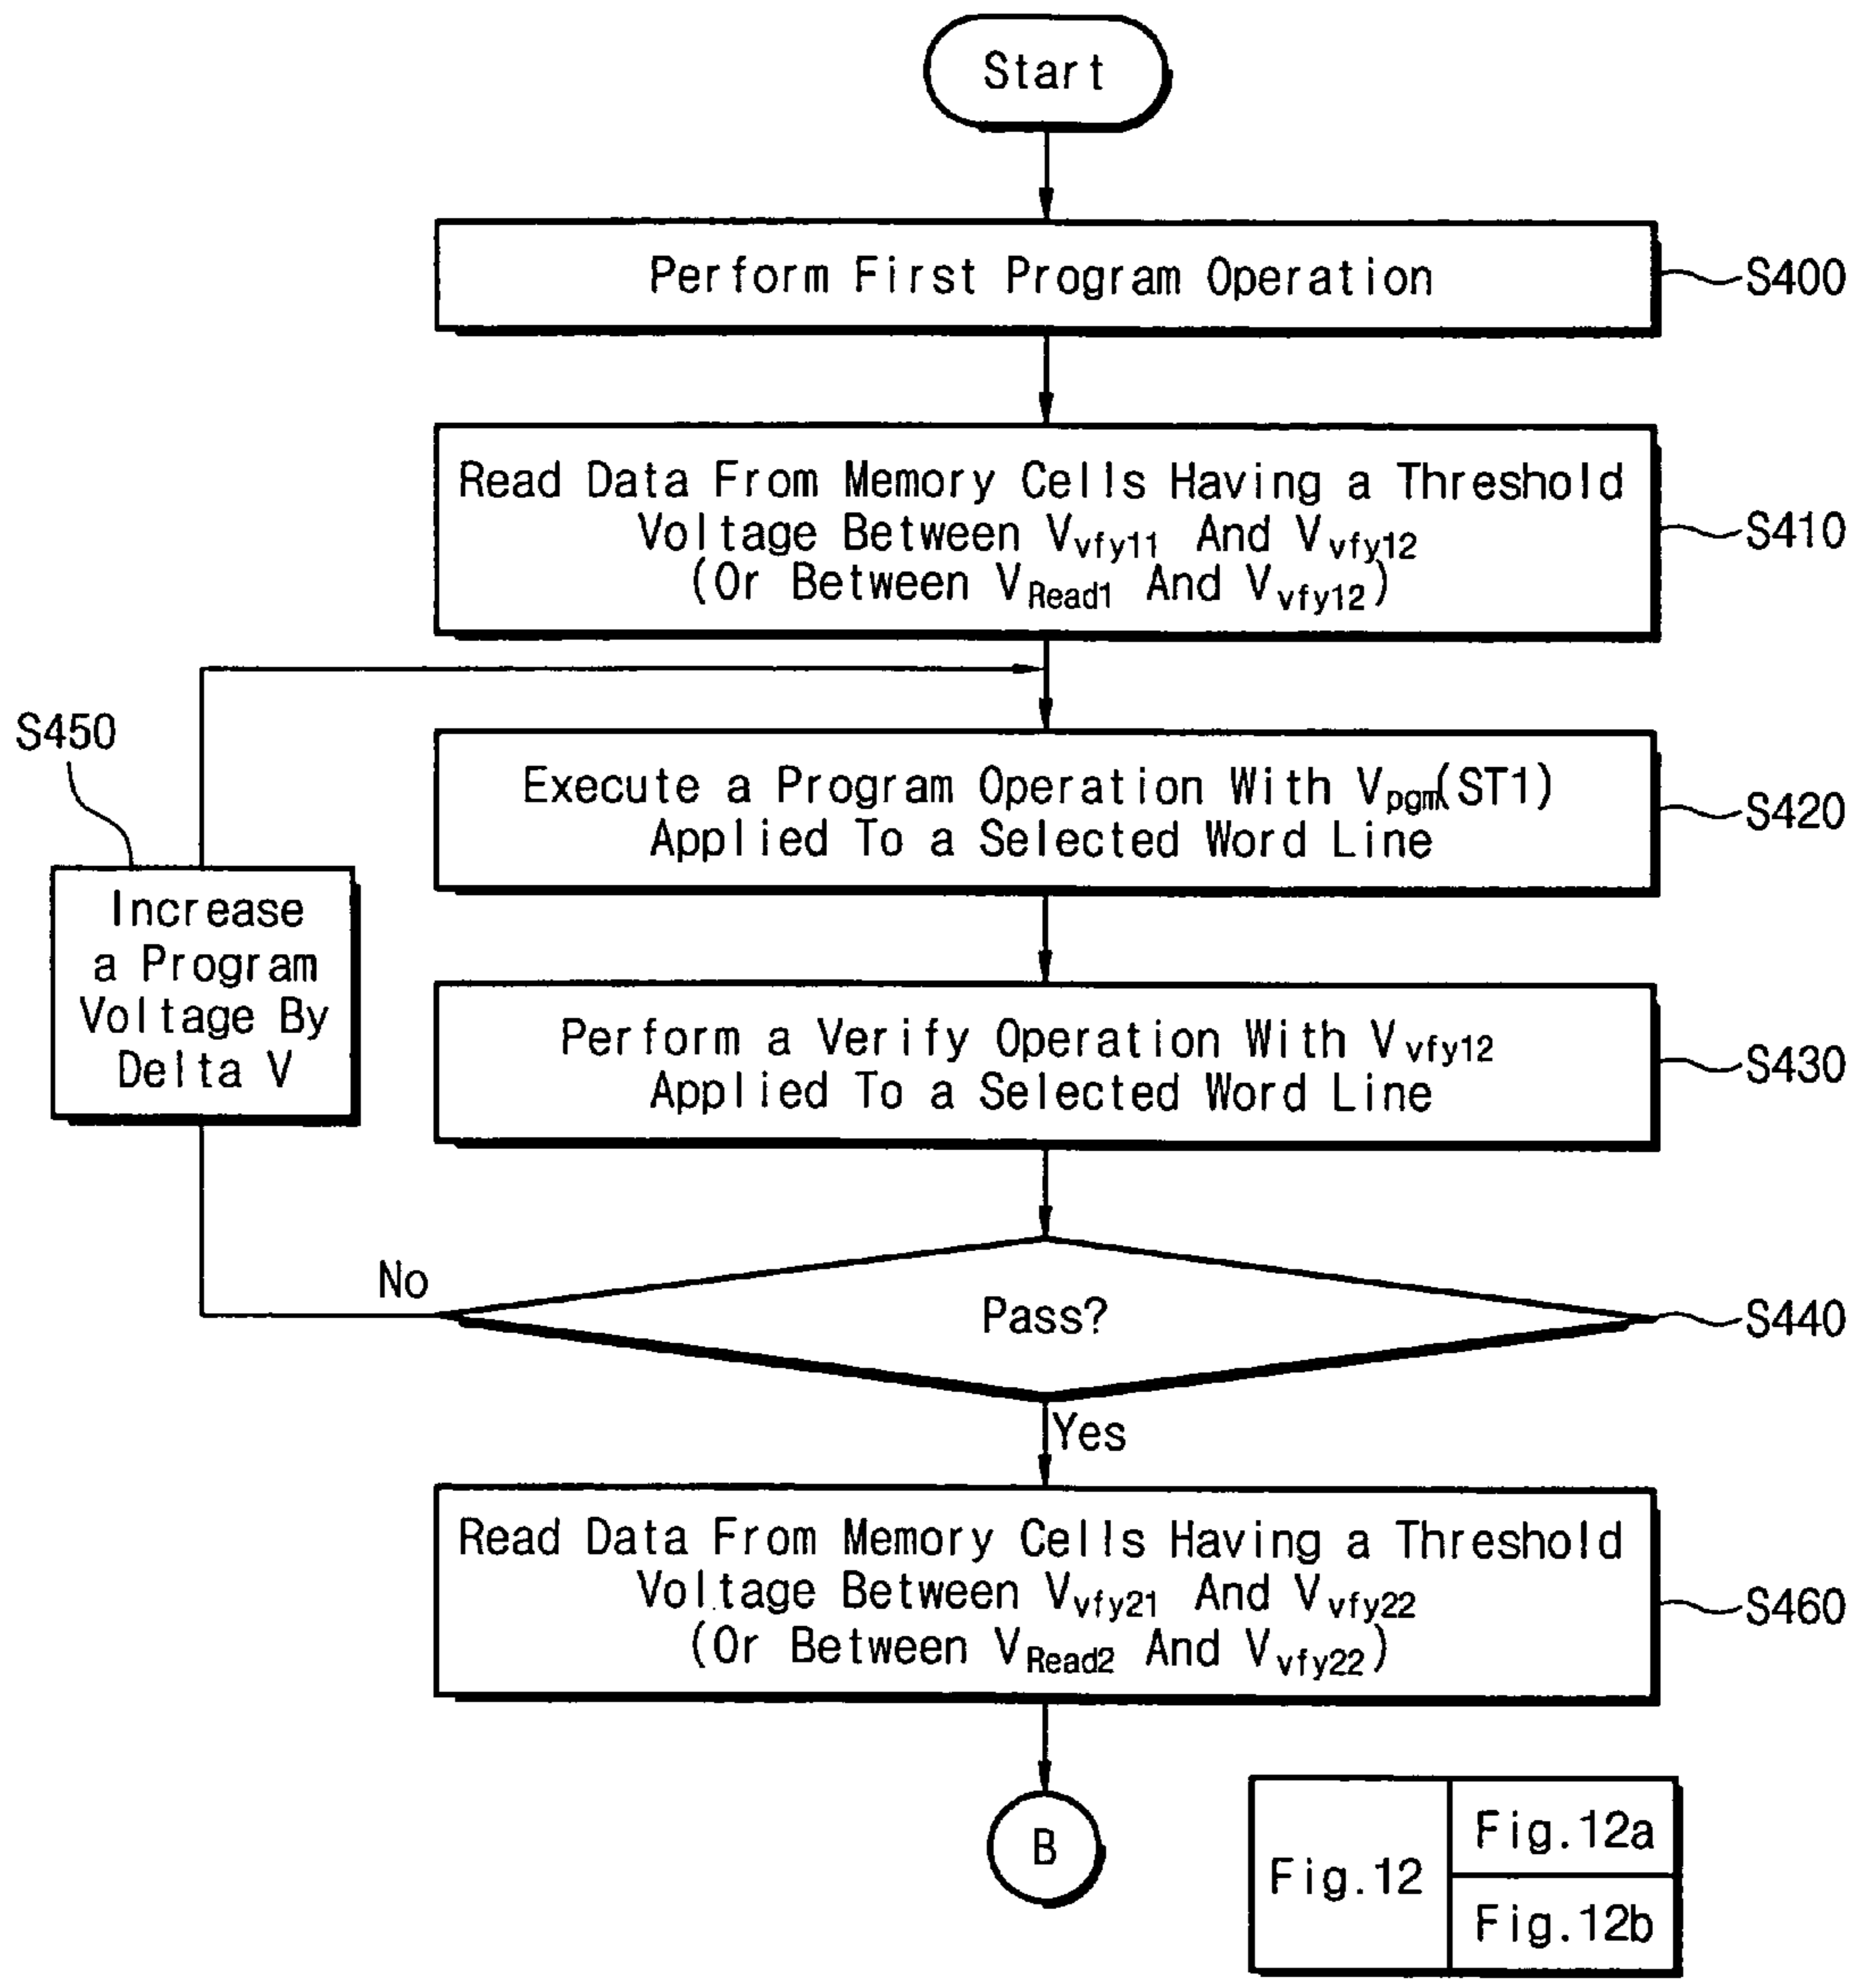 Start
Perform First Program Operation
S400
Read Data From Memory Cells Having a Threshold
Voltage Between Vvfy11 And Vvfy12
(Or Between VRead1 And Vvfy12)
S410
S450
Execute a Program Operation With Vpgm(ST1)
Applied To a Selected Word Line
S420
Increase
a Program
Voltage By
Delta V
Perform a Verify Operation With Vvfy12
Applied To a Selected Word Line
S430
No
Pass?
S440
Yes
Read Data From Memory Cells Having a Threshold
Voltage Between Vvfy21 And Vvfy22
(Or Between VRead2 And Vvfy22)
S460
B
Fig.12
Fig.12a
Fig.12b